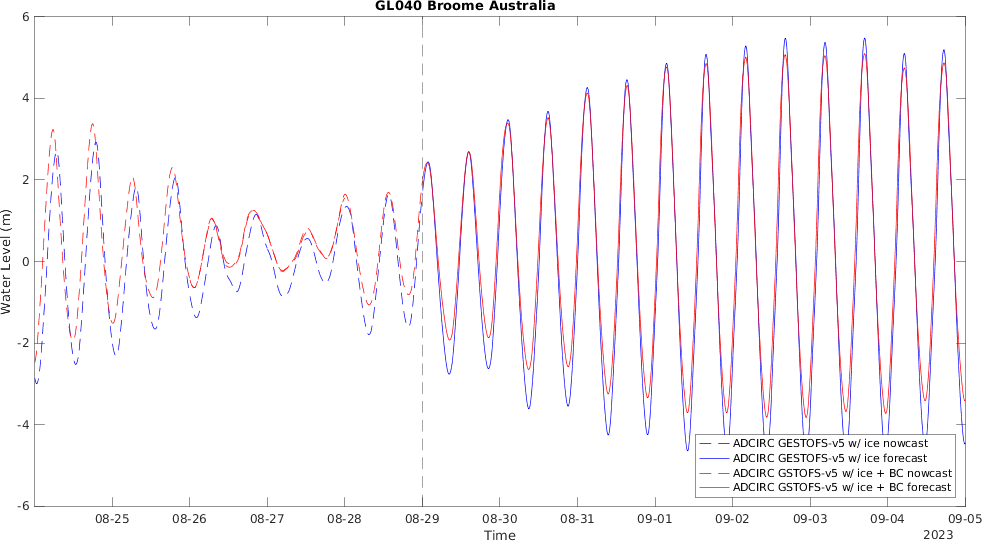 GL040 Broome Australia
6
4
2
0
-2
-4
-6
Water Level (m)
ADCIRC GESTOFS-v5 w/ ice nowcast
ADCIRC GESTOFS-v5 w/ ice forecast
ADCIRC GSTOFS-v5 w/ ice + BC nowcast
ADCIRC GSTOFS-v5 w/ ice + BC forecast
08-25 08-26 08-27 08-28 08-29 08-30 08-31 09-01 09-02 09-03 09-04 09-05
Time
2023